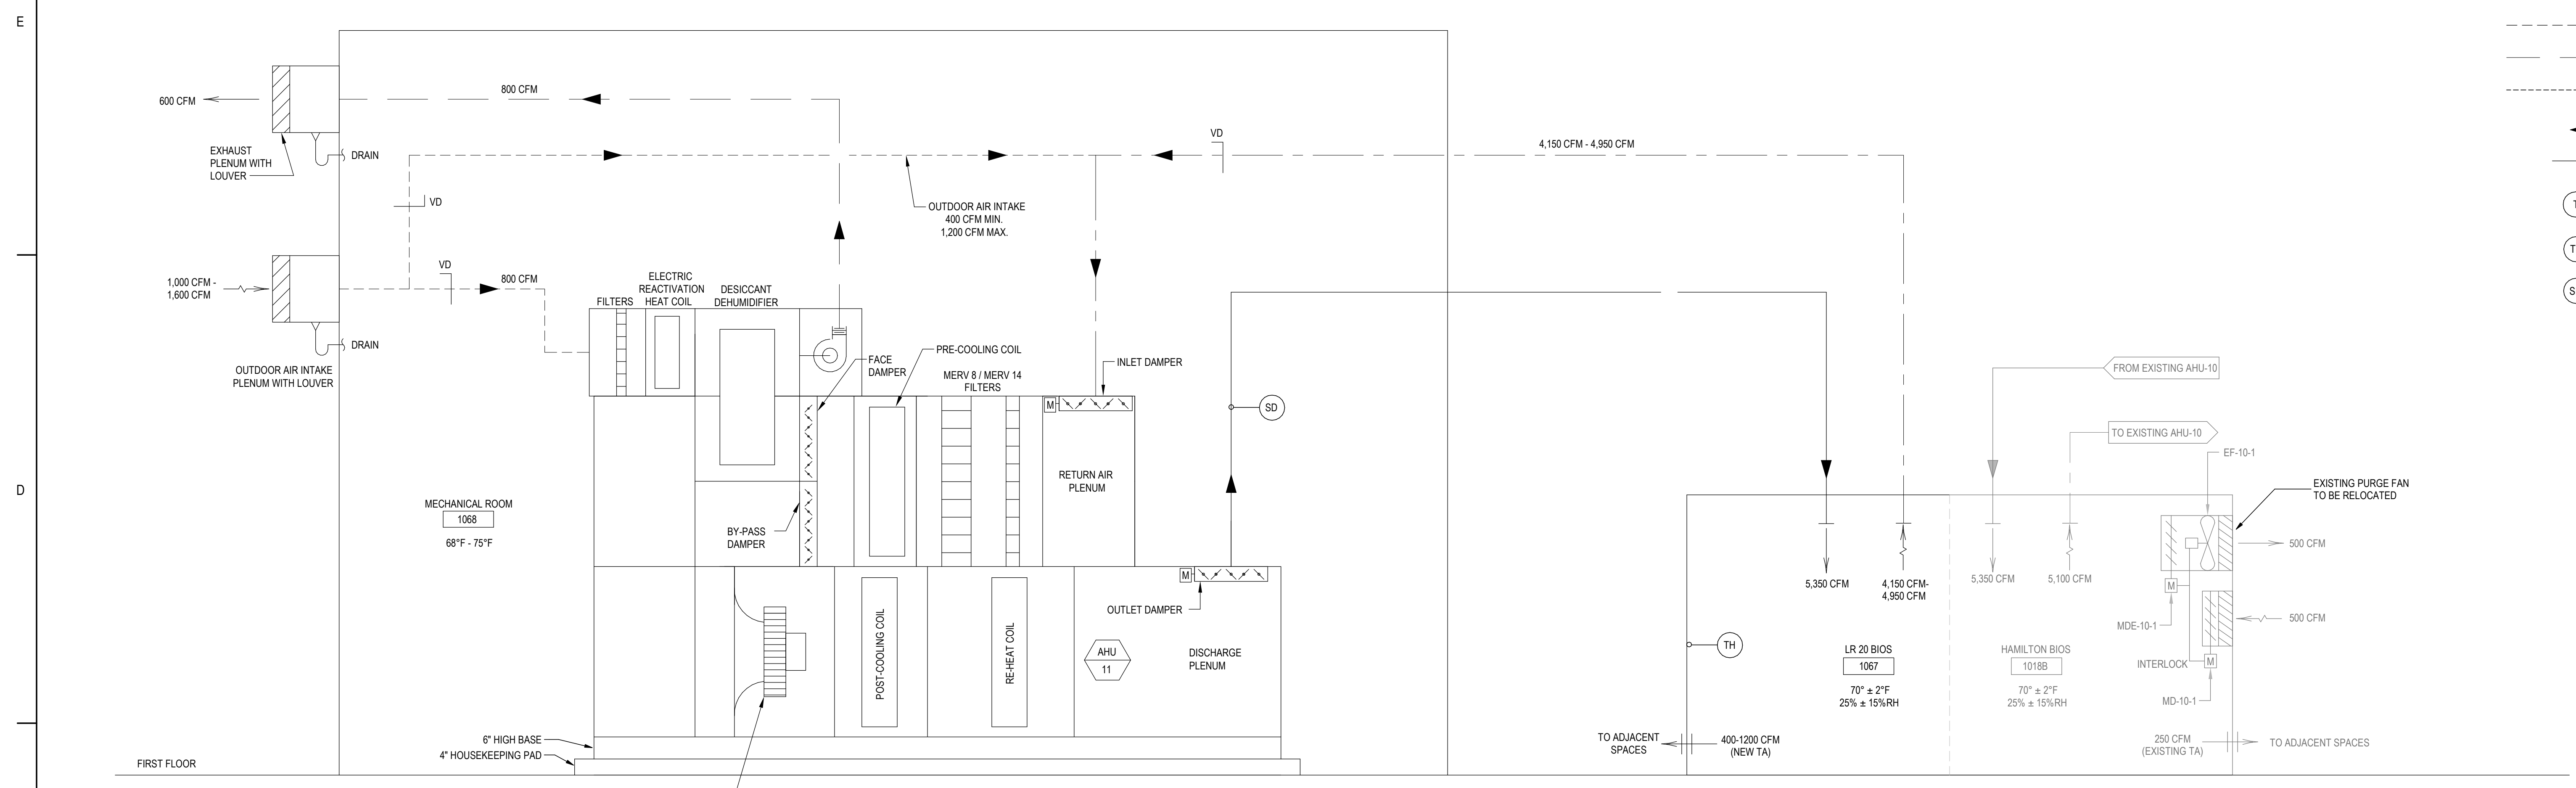 E
600 CFM
800 CFM
EXHAUST
PLENUM WITH
LOUVER
DRAIN
VD
4,150 CFM - 4,950 CFM
VD
OUTDOOR AIR INTAKE
400 CFM MIN.
1,200 CFM MAX.
1,000 CFM -
1,600 CFM
VD
800 CFM
DRAIN
OUTDOOR AIR INTAKE
PLENUM WITH LOUVER
FILTERS
ELECTRIC
REACTIVATION
HEAT COIL
DESICCANT
DEHUMIDIFIER
FACE
DAMPER
PRE-COOLING COIL
MERV 8 / MERV 14
FILTERS
INLET DAMPER
M
SD
RETURN AIR
PLENUM
D
MECHANICAL ROOM
1068
68°F - 75°F
BY-PASS
DAMPER
M
OUTLET DAMPER
POST-COOLING COIL
RE-HEAT COIL
AHU
11
DISCHARGE
PLENUM
6" HIGH BASE
4" HOUSEKEEPING PAD
FIRST FLOOR
FROM EXISTING AHU-10
TO EXISTING AHU-10
EF-10-1
EXISTING PURGE FAN
TO BE RELOCATED
500 CFM
5,350 CFM
4,150 CFM-
4,950 CFM
5,350 CFM
5,100 CFM
M
MDE-10-1
500 CFM
TH
LR 20 BIOS
1067
70° ± 2°F
25% ± 15%RH
HAMILTON BIOS
1018B
70° ± 2°F
25% ± 15%RH
INTERLOCK
M
MD-10-1
TO ADJACENT
SPACES
400-1200 CFM
(NEW TA)
250 CFM
(EXISTING TA)
TO ADJACENT SPACES